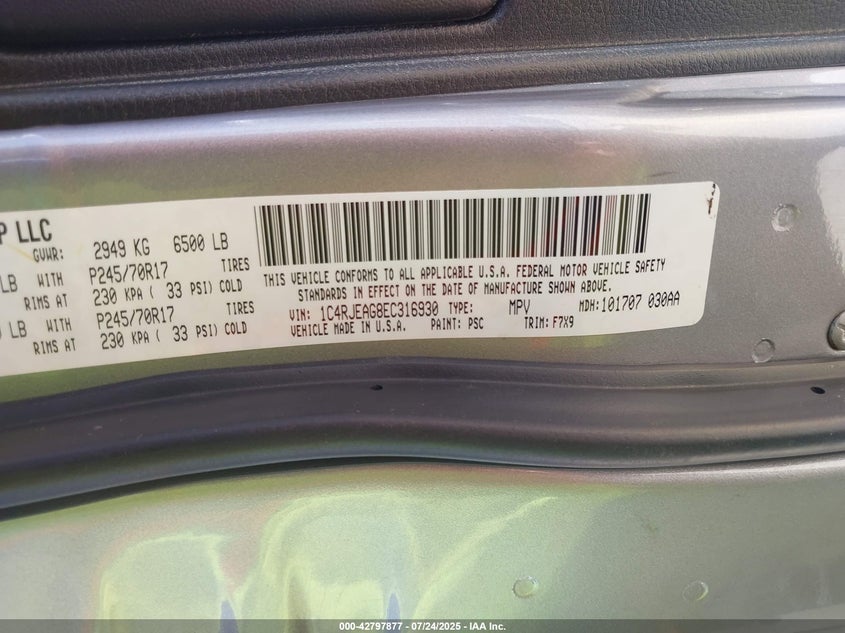 P LLC
GVWR: 2949 KG 6500 LB
LB WITH P245/70R17 TIRES
RIMS AT 230 KPA ( 33 PSI) COLD
LB WITH P245/70R17 TIRES
RIMS AT 230 KPA ( 33 PSI) COLD
THIS VEHICLE CONFORMS TO ALL APPLICABLE U.S.A. FEDERAL MOTOR VEHICLE SAFETY
STANDARDS IN EFFECT ON THE DATE OF MANUFACTURE SHOWN ABOVE.
VIN: 1C4RJEAG8EC316930 TYPE: MPV MDH: 101707 030AA
VEHICLE MADE IN U.S.A. PAINT: PSC TRIM: F7X9
000-42797877 - 07/24/2025 - IAA Inc.